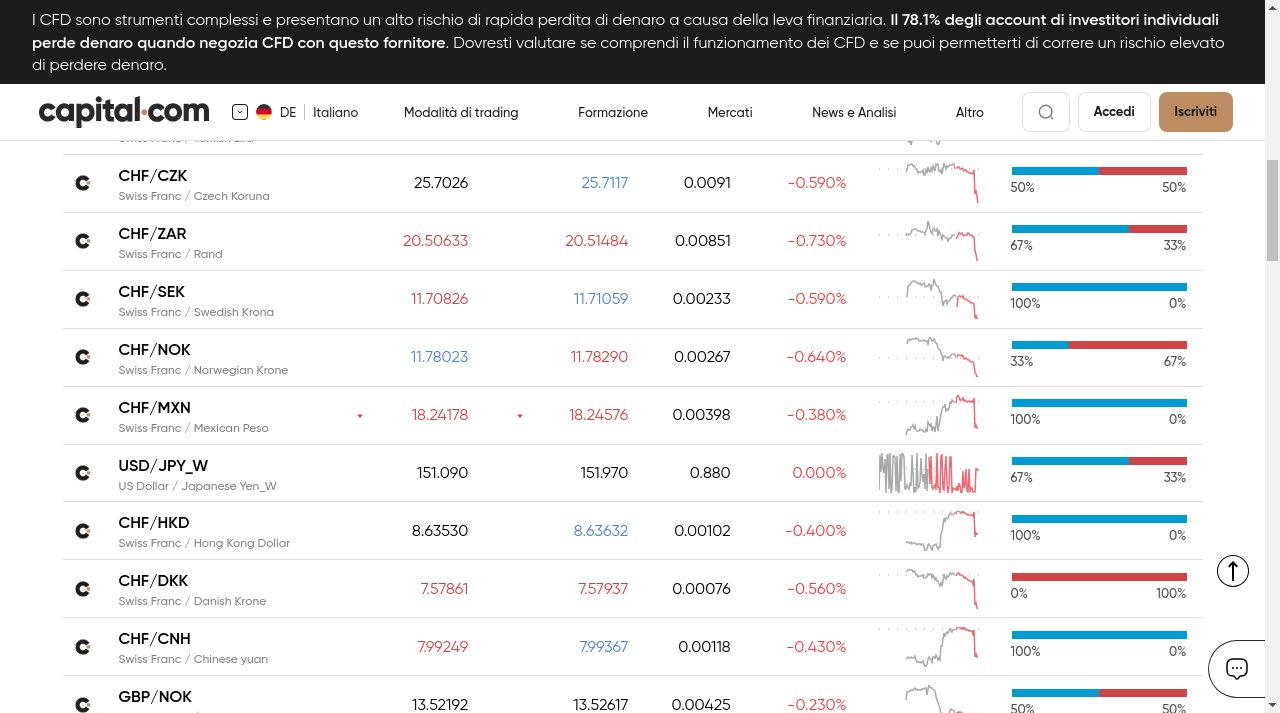 I CFD sono strumenti complessi e presentano un alto rischio di rapida perdita di denaro a causa della leva finanziaria. Il 78.1% degli account di investitori individuali
perde denaro quando negozia CFD con questo fornitore. Dovresti valutare se comprendi il funzionamento dei CFD e se puoi permetterti di correre un rischio elevato
di perdere denaro.
capital.com DE Italiano Modalità di trading Formazione Mercati News e Analisi Altro Accedi Iscriviti
CHF/CZK 25.7026 25.7117 0.0091 -0.590%
Swiss Franc / Czech Koruna 50% 50%
CHF/ZAR 20.50633 20.51484 0.00851 -0.730%
Swiss Franc / Rand 67% 33%
CHF/SEK 11.70826 11.71059 0.00233 -0.590%
Swiss Franc / Swedish Krona 100% 0%
CHF/NOK 11.78023 11.78290 0.00267 -0.640%
Swiss Franc / Norwegian Krone 33% 67%
CHF/MXN 18.24178 18.24576 0.00398 -0.380%
Swiss Franc / Mexican Peso 100% 0%
USD/JPY_W 151.090 151.970 0.880 0.000%
US Dollar / Japanese Yen_W 67% 33%
CHF/HKD 8.63530 8.63632 0.00102 -0.400%
Swiss Franc / Hong Kong Dollar 100% 0%
CHF/DKK 7.57861 7.57937 0.00076 -0.560%
Swiss Franc / Danish Krone 0% 100%
CHF/CNH 7.99249 7.99367 0.00118 -0.430%
Swiss Franc / Chinese yuan 100% 0%
GBP/NOK 13.52192 13.52617 0.00425 -0.230%
50% 50%